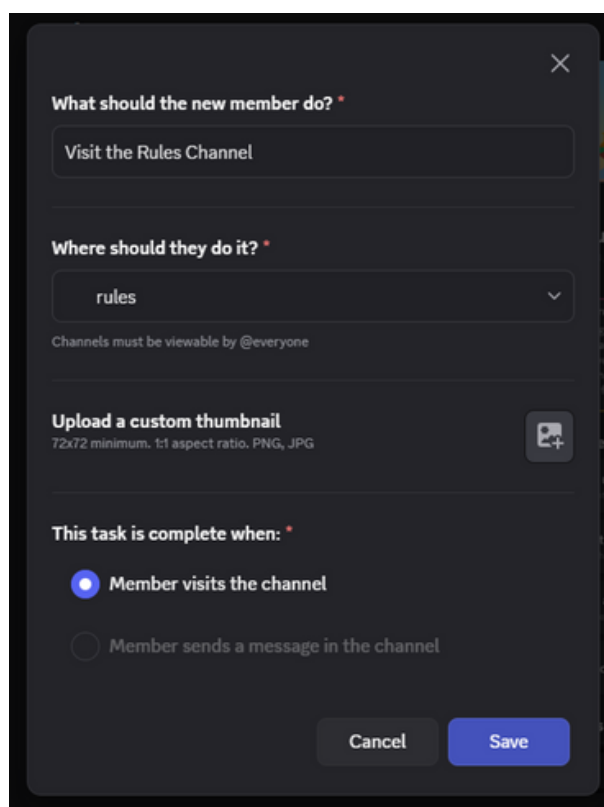 What should the new member do? *
Visit the Rules Channel
Where should they do it? *
rules
Channels must be viewable by @everyone
Upload a custom thumbnail
72x72 minimum. 1:1 aspect ratio. PNG, JPG
This task is complete when: *
Member visits the channel
Member sends a message in the channel
Cancel Save